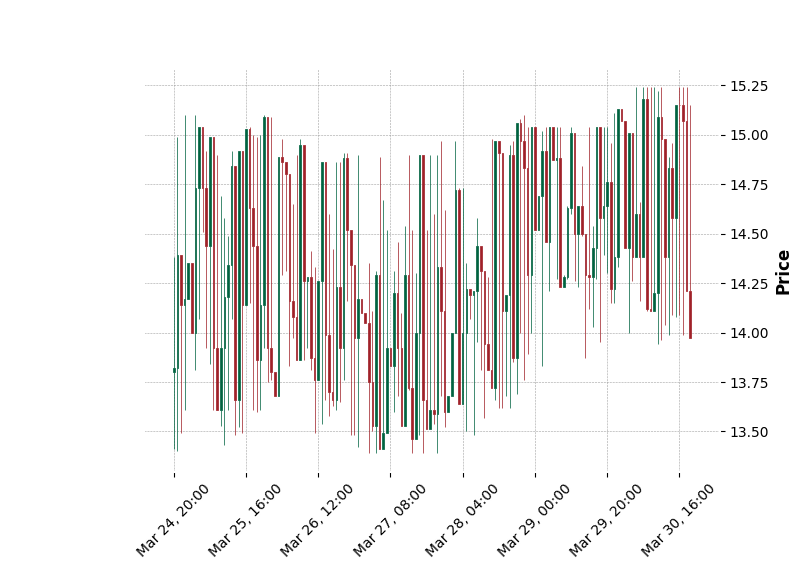 15.25
15.00
14.75
14.50
14.25
14.00
13.75
13.50
Price
Mar 24, 20:00
Mar 25, 16:00
Mar 26, 12:00
Mar 27, 08:00
Mar 28, 04:00
Mar 29, 00:00
Mar 29, 20:00
Mar 30, 16:00